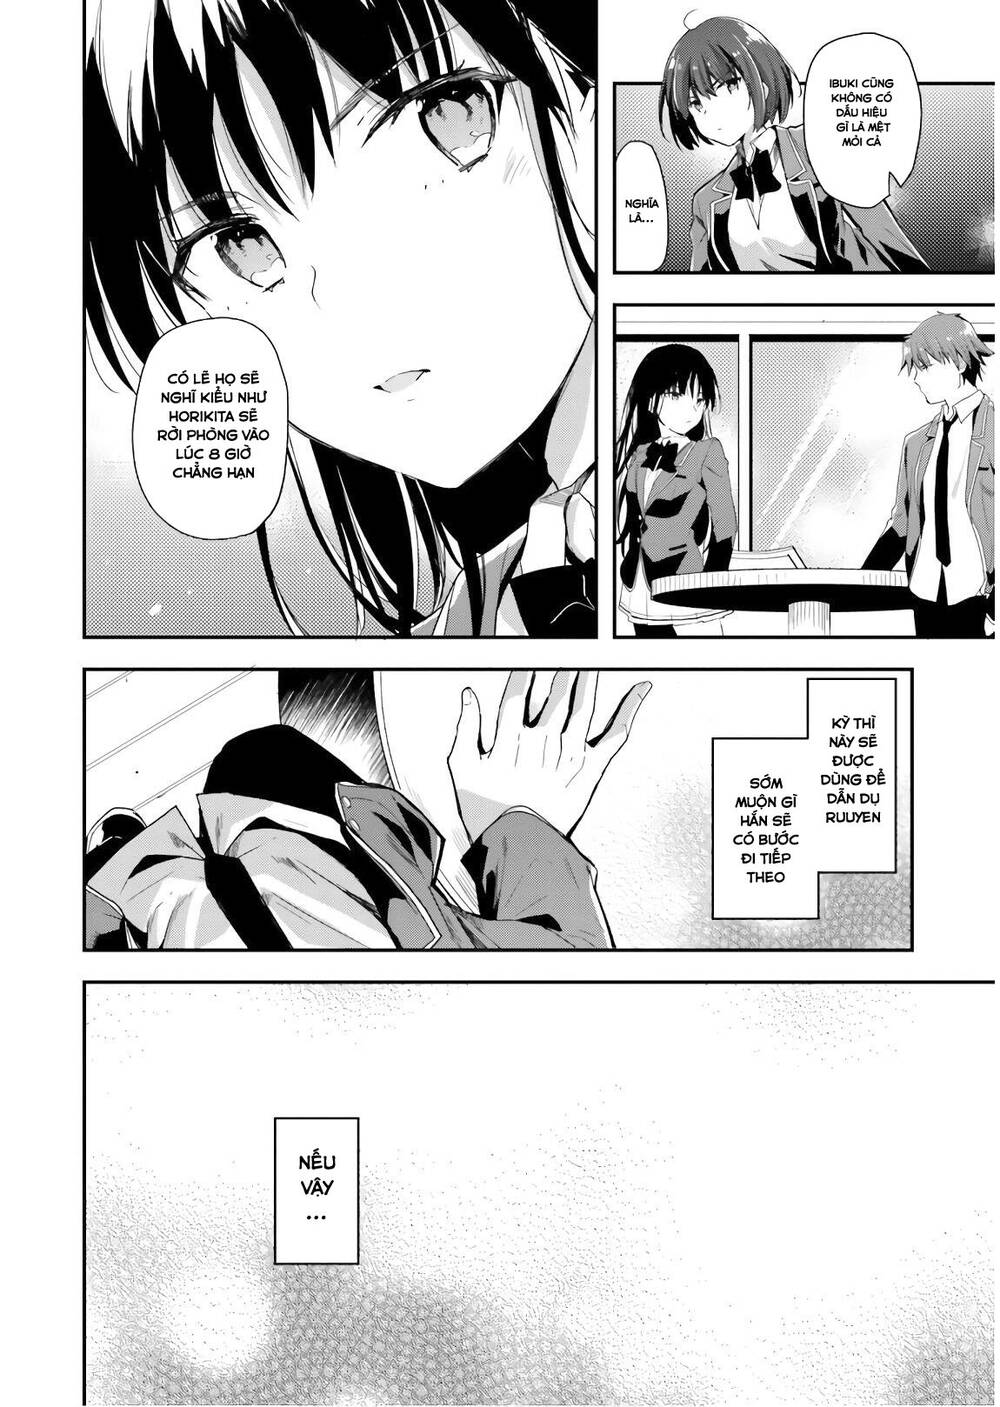 IBUKI CŨNG
KHÔNG CÓ
DẤU HIỆU
GÌ LÀ MỆT
MỎI CẢ
NGHĨA
LÀ...
CÓ LẼ HỌ SẼ
NGHĨ KIỂU NHƯ
HORIKITA SẼ
RỜI PHÒNG VÀO
LÚC 8 GIỜ
CHẲNG HẠN
KỲ THÌ
NÀY SẼ
ĐƯỢC
DÙNG ĐỂ
DẪN DỤ
RUUYEN
SỚM
MUỘN GÌ
HẮN SẼ
CÓ BƯỚC
ĐI TIẾP
THEO
NẾU
VẬY
...